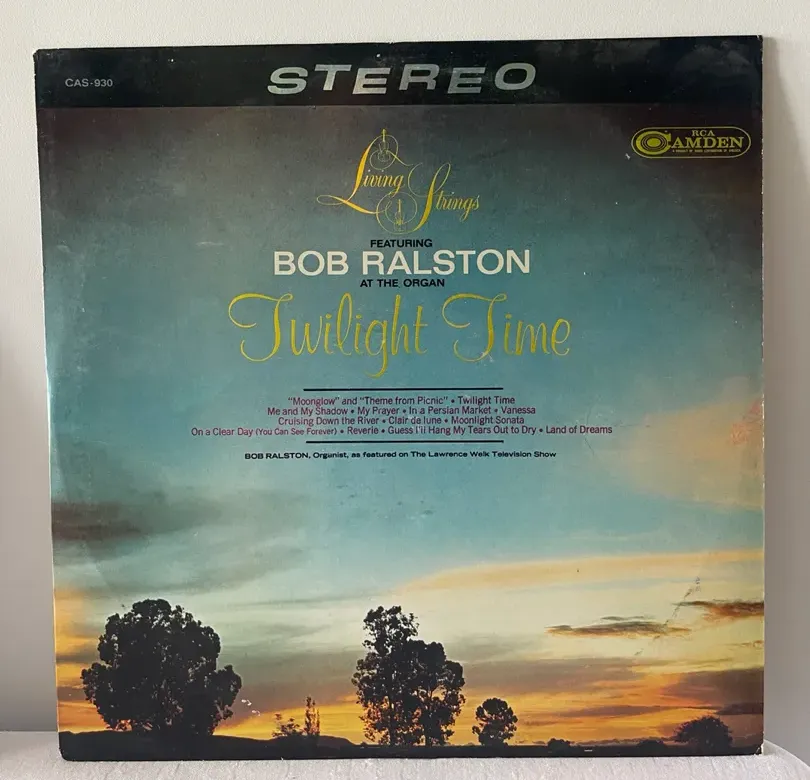 CAS-930
STEREO
RCA
CAMDEN
Living Strings
FEATURING
BOB RALSTON
AT THE ORGAN
Twilight Time
"Moonglow" and "Theme from Picnic" • Twilight Time
Me and My Shadow • My Prayer • In a Persian Market • Vanessa
Cruising Down the River • Clair de lune • Moonlight Sonata
On a Clear Day (You Can See Forever) • Reverie • Guess I'll Hang My Tears Out to Dry • Land of Dreams
BOB RALSTON, Organist, as featured on The Lawrence Welk Television Show